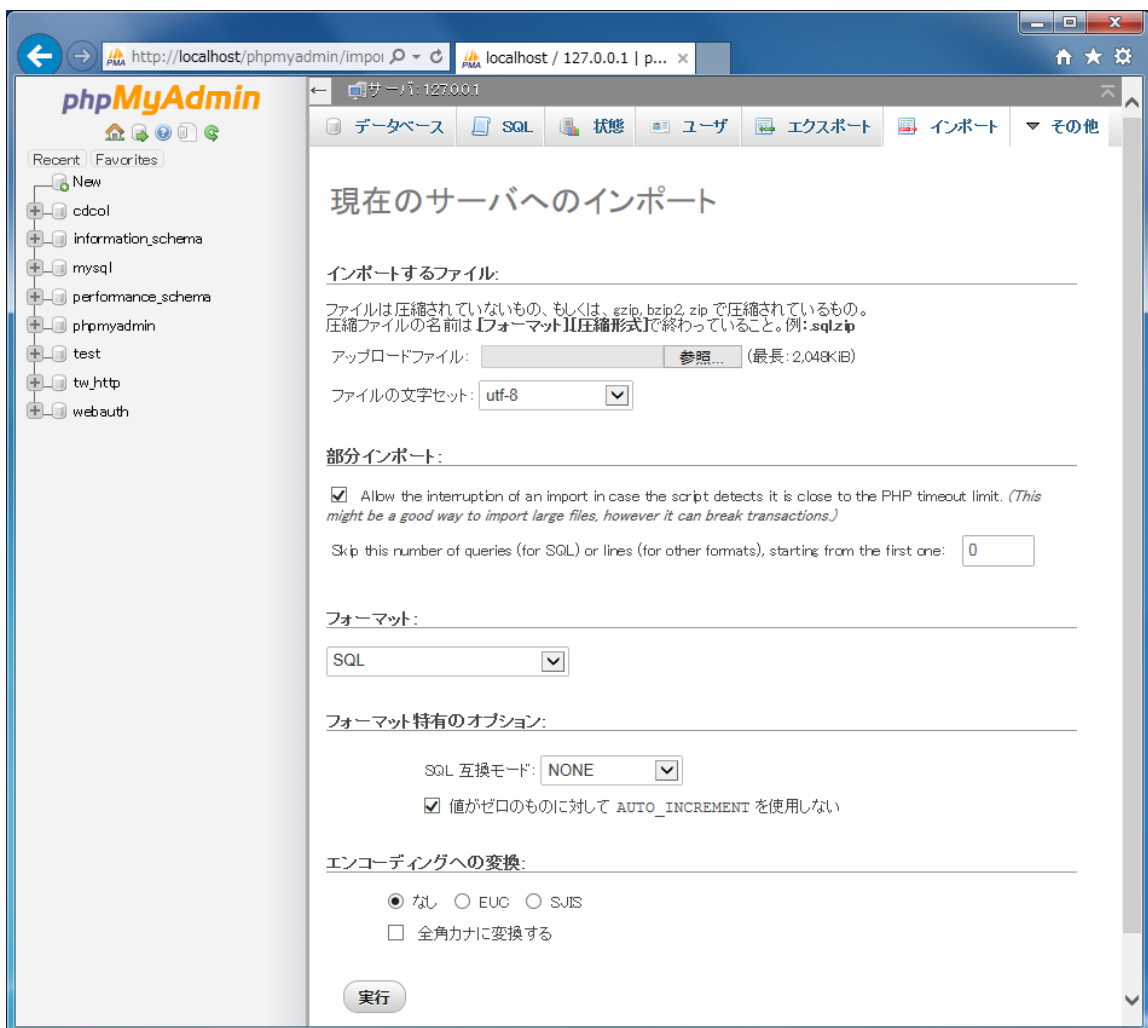 http://localhost/phpmyadmin/impoi
PMA localhost / 127.0.0.1 | p... ×
phpMyAdmin
Recent Favorites
New
cdcol
information_schema
mysql
performance_schema
phpmyadmin
test
tw_http
webauth
サーバ: 127.0.0.1
データベース SQL 状態 ユーザ エクスポート インポート その他
現在のサーバへのインポート
インポートするファイル:
ファイルは圧縮されていないもの、もしくは、gzip, bzip2, zip で圧縮されているもの。
圧縮ファイルの名前は .[フォーマット].[圧縮形式]で終わっていること。例: .sql.zip
アップロードファイル: 参照... (最長: 2,048KiB)
ファイルの文字セット: utf-8
部分インポート:
Allow the interruption of an import in case the script detects it is close to the PHP timeout limit. (This
might be a good way to import large files, however it can break transactions.)
Skip this number of queries (for SQL) or lines (for other formats), starting from the first one: 0
フォーマット:
SQL
フォーマット特有のオプション:
SQL 互換モード: NONE
値がゼロのものに対して AUTO_INCREMENT を使用しない
エンコーディングへの変換:
なし EUC SJIS
全角カナに変換する
実行